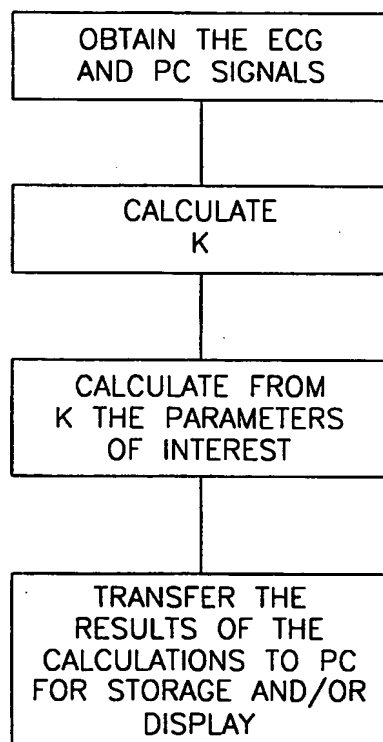 OBTAIN THE ECG
AND PC SIGNALS
CALCULATE
K
CALCULATE FROM
K THE PARAMETERS
OF INTEREST
TRANSFER THE
RESULTS OF THE
CALCULATIONS TO PC
FOR STORAGE AND/OR
DISPLAY